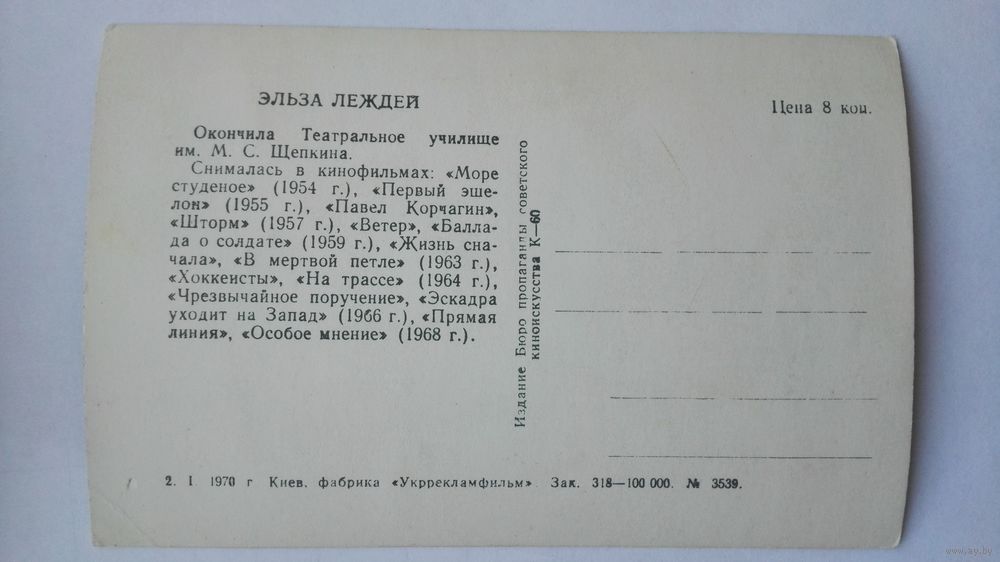 ЭЛЬЗА ЛЕЖДЕЙ
Цена 8 коп.
Окончила Театральное училище
им. М. С. Щепкина.
Снималась в кинофильмах: «Море
студеное» (1954 г.), «Первый эше-
лон» (1955 г.), «Павел Корчагин»,
«Шторм» (1957 г.), «Ветер», «Балла-
да о солдате» (1959 г.), «Жизнь сна-
чала», «В мертвой петле» (1963 г.),
«Хоккеисты», «На трассе» (1964 г.),
«Чрезвычайное поручение», «Эскадра
уходит на Запад» (1966 г.), «Прямая
линия», «Особое мнение» (1968 г.).
Издание Бюро пропаганды советского
киноискусства К—60
2. I. 1970 г Киев. фабрика «Укррекламфильм». Зак. 318—100 000. № 3539.
www.ay.by